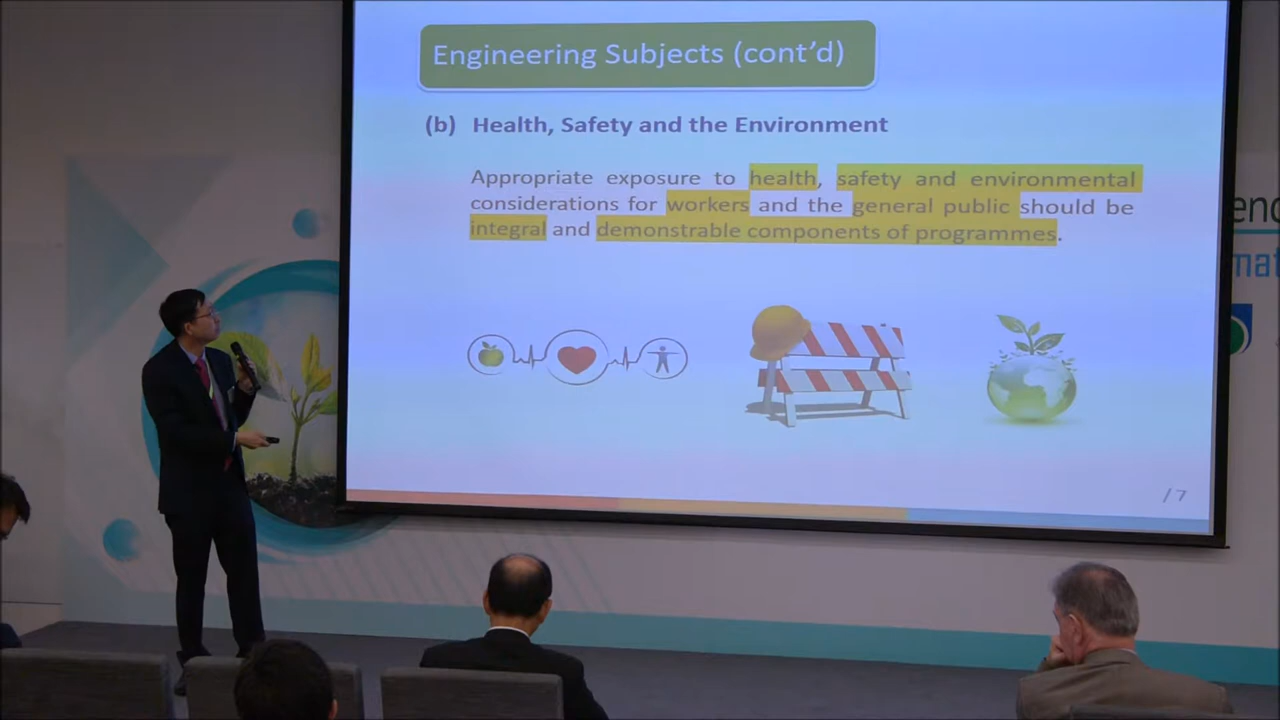 Engineering Subjects (cont'd)
(b) Health, Safety and the Environment
Appropriate exposure to health, safety and environmental
considerations for workers and the general public should be
integral and demonstrable components of programmes.
/ 7